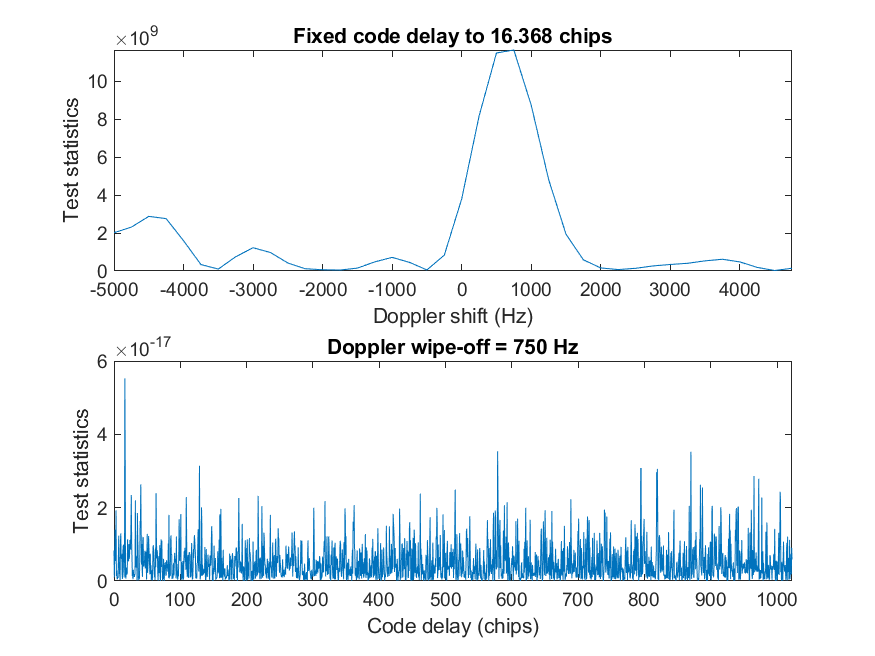 ×10^9
Fixed code delay to 16.368 chips
Test statistics
10
8
6
4
2
0
-5000 -4000 -3000 -2000 -1000 0 1000 2000 3000 4000
Doppler shift (Hz)
×10^-17
Doppler wipe-off = 750 Hz
Test statistics
6
4
2
0
0 100 200 300 400 500 600 700 800 900 1000
Code delay (chips)